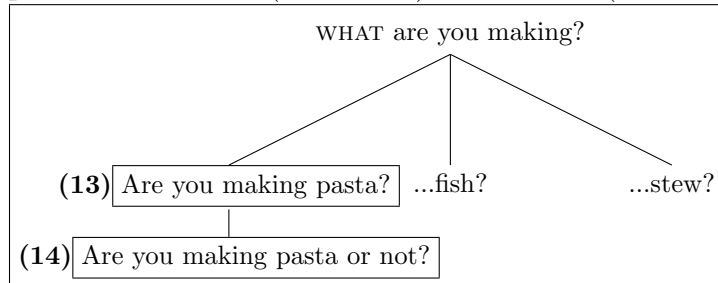 WHAT are you making?
(13) Are you making pasta? ...fish? ...stew?
(14) Are you making pasta or not?